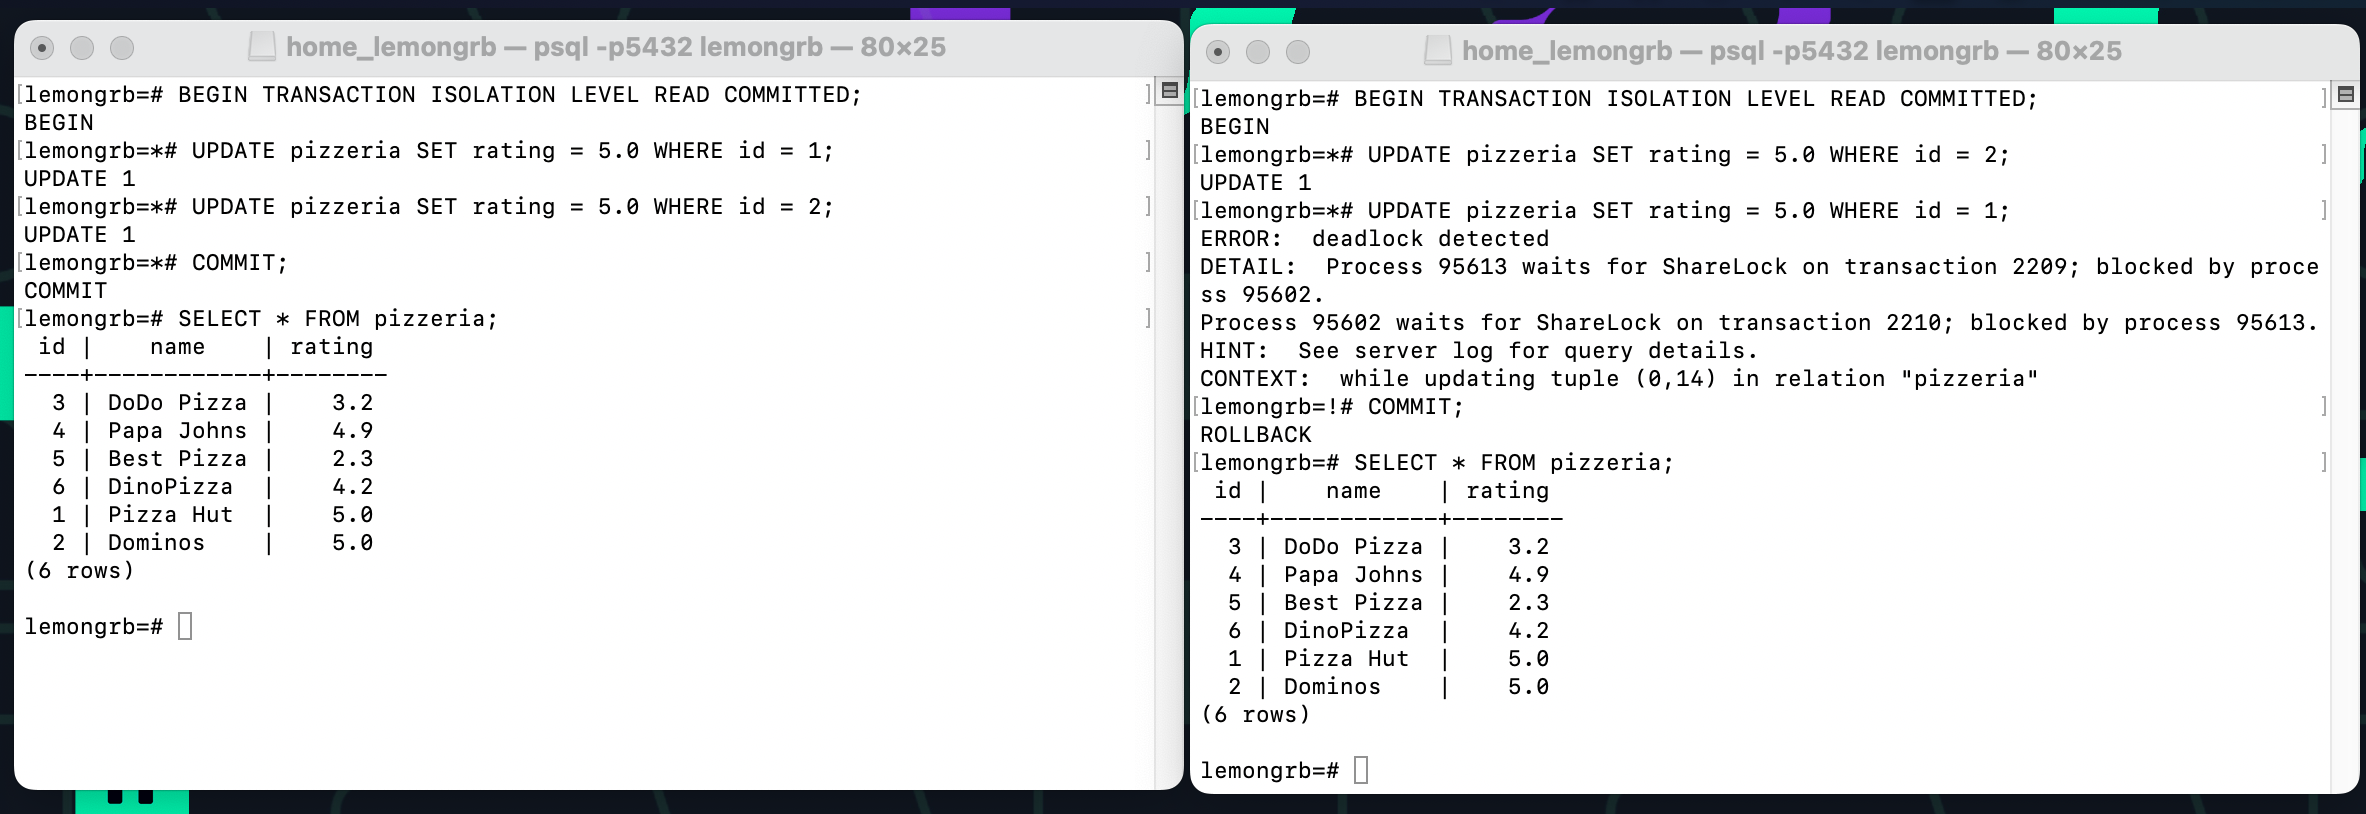 home_lemongrb — psql -p5432 lemongrb — 80×25
[lemongrb=# BEGIN TRANSACTION ISOLATION LEVEL READ COMMITTED; ]
BEGIN
[lemongrb=*# UPDATE pizzeria SET rating = 5.0 WHERE id = 1; ]
UPDATE 1
[lemongrb=*# UPDATE pizzeria SET rating = 5.0 WHERE id = 2; ]
UPDATE 1
[lemongrb=*# COMMIT; ]
COMMIT
[lemongrb=# SELECT * FROM pizzeria; ]
 id |    name    | rating
----+------------+--------
  3 | DoDo Pizza |    3.2
  4 | Papa Johns |    4.9
  5 | Best Pizza |    2.3
  6 | DinoPizza  |    4.2
  1 | Pizza Hut  |    5.0
  2 | Dominos    |    5.0
(6 rows)
lemongrb=#
home_lemongrb — psql -p5432 lemongrb — 80×25
[lemongrb=# BEGIN TRANSACTION ISOLATION LEVEL READ COMMITTED; ]
BEGIN
[lemongrb=*# UPDATE pizzeria SET rating = 5.0 WHERE id = 2; ]
UPDATE 1
[lemongrb=*# UPDATE pizzeria SET rating = 5.0 WHERE id = 1; ]
ERROR:  deadlock detected
DETAIL:  Process 95613 waits for ShareLock on transaction 2209; blocked by proce
ss 95602.
Process 95602 waits for ShareLock on transaction 2210; blocked by process 95613.
HINT:  See server log for query details.
CONTEXT:  while updating tuple (0,14) in relation "pizzeria"
[lemongrb=!# COMMIT; ]
ROLLBACK
[lemongrb=# SELECT * FROM pizzeria; ]
 id |    name    | rating
----+------------+--------
  3 | DoDo Pizza |    3.2
  4 | Papa Johns |    4.9
  5 | Best Pizza |    2.3
  6 | DinoPizza  |    4.2
  1 | Pizza Hut  |    5.0
  2 | Dominos    |    5.0
(6 rows)
lemongrb=#